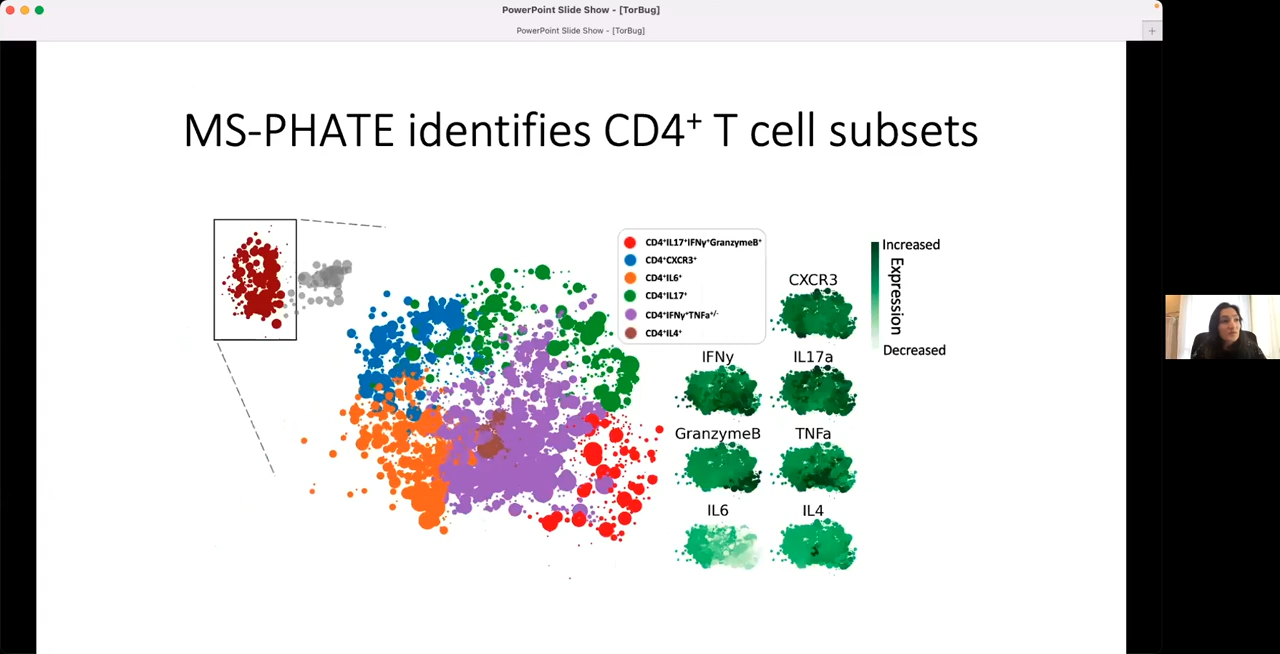 PowerPoint Slide Show - [TorBug]
PowerPoint Slide Show - [TorBug]
+
MS-PHATE identifies CD4⁺ T cell subsets
CD4⁺IL17⁺IFNy⁺GranzymeB⁺
CD4⁺CXCR3⁺
CD4⁺IL6⁺
CD4⁺IL17⁺
CD4⁺IFNy⁺TNFa⁺/⁻
CD4⁺IL4⁺
Increased
Expression
Decreased
CXCR3
IFNy
IL17a
GranzymeB
TNFa
IL6
IL4